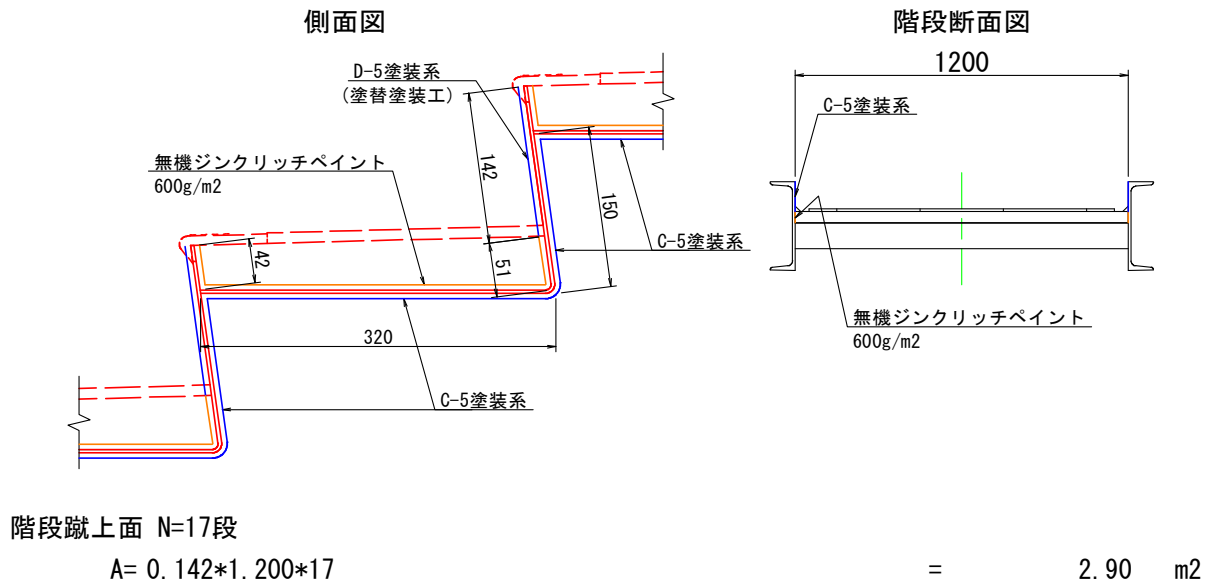 側面図
階段断面図
D-5塗装系
(塗替塗装工)
1200
C-5塗装系
無機ジンクリッチペイント
600g/m2
142
150
C-5塗装系
42
51
320
無機ジンクリッチペイント
600g/m2
C-5塗装系
階段蹴上面 N=17段
A= 0.142*1.200*17 = 2.90 m2